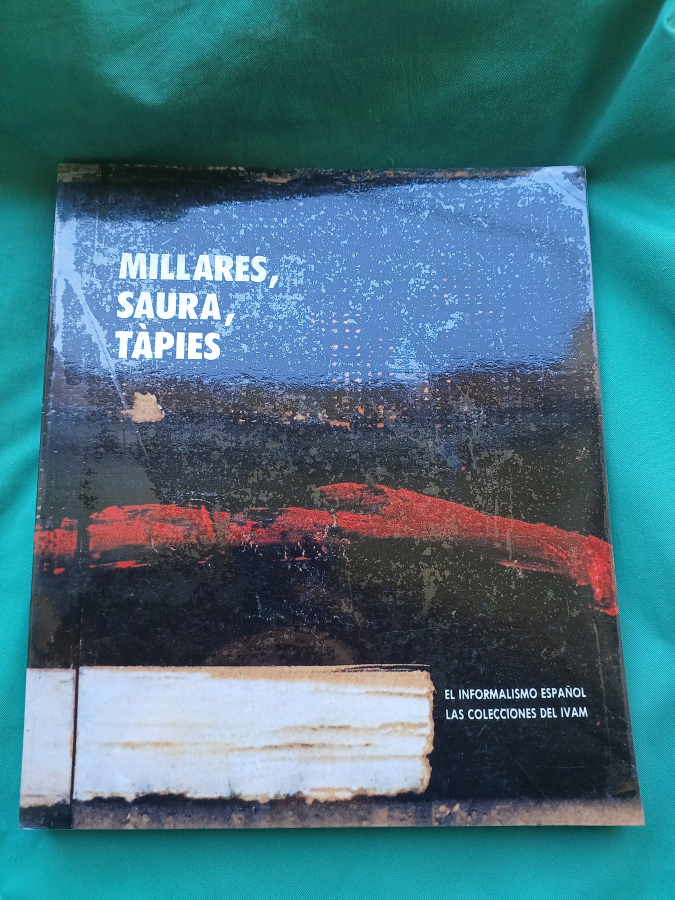 MILLARES,
SAURA,
TÀPIES
EL INFORMALISMO ESPAÑOL
LAS COLECCIONES DEL IVAM